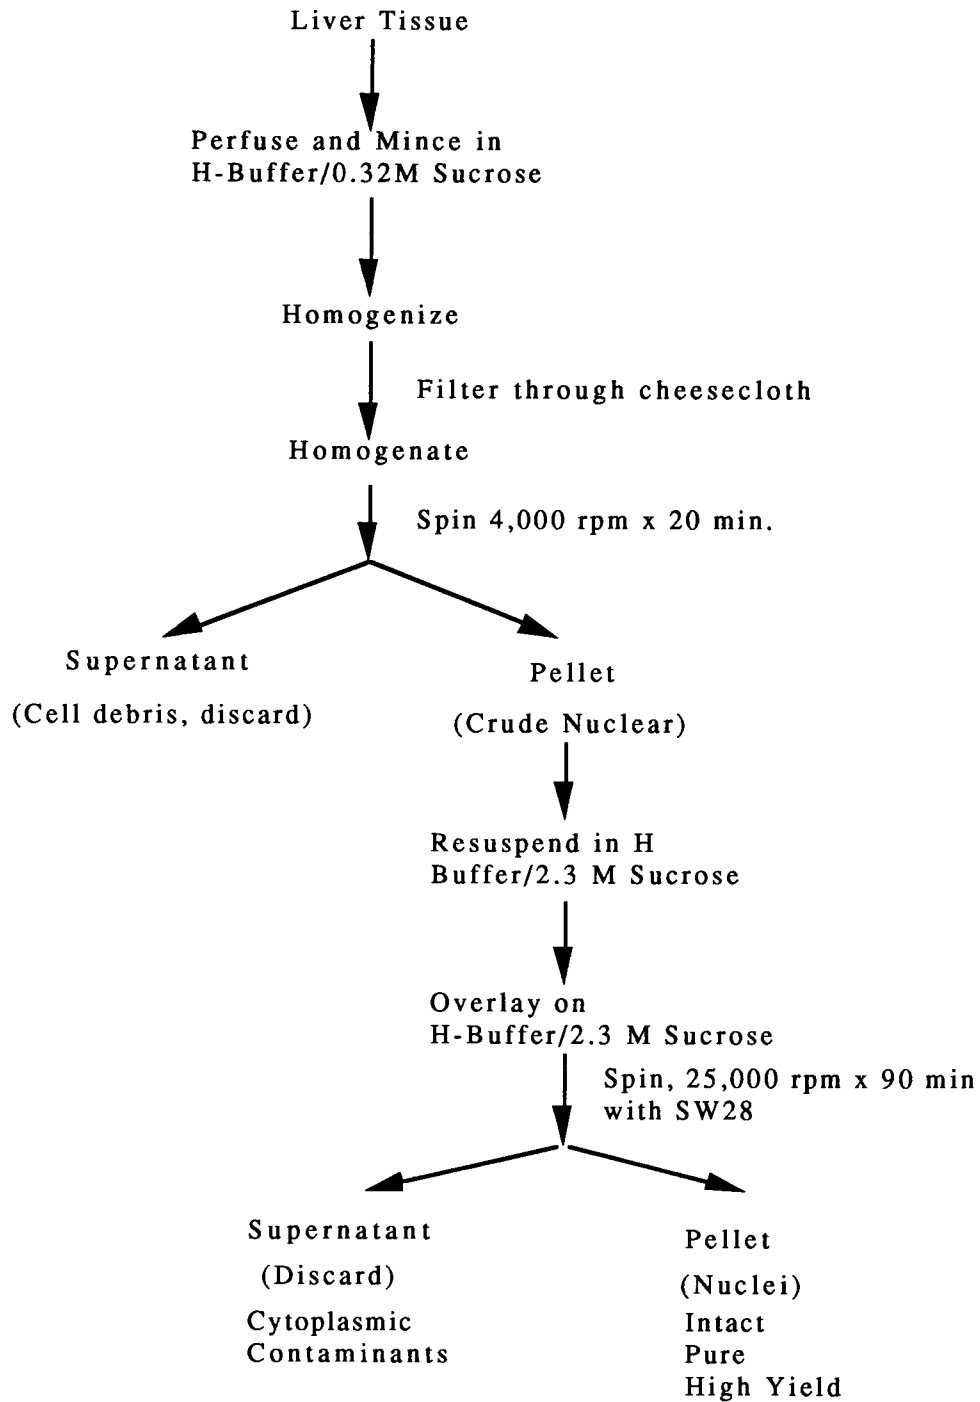 Liver Tissue
Perfuse and Mince in
H-Buffer/0.32M Sucrose
Homogenize
Filter through cheesecloth
Homogenate
Spin 4,000 rpm x 20 min.
Supernatant
(Cell debris, discard)
Pellet
(Crude Nuclear)
Resuspend in H
Buffer/2.3 M Sucrose
Overlay on
H-Buffer/2.3 M Sucrose
Spin, 25,000 rpm x 90 min
with SW28
Supernatant
(Discard)
Cytoplasmic
Contaminants
Pellet
(Nuclei)
Intact
Pure
High Yield